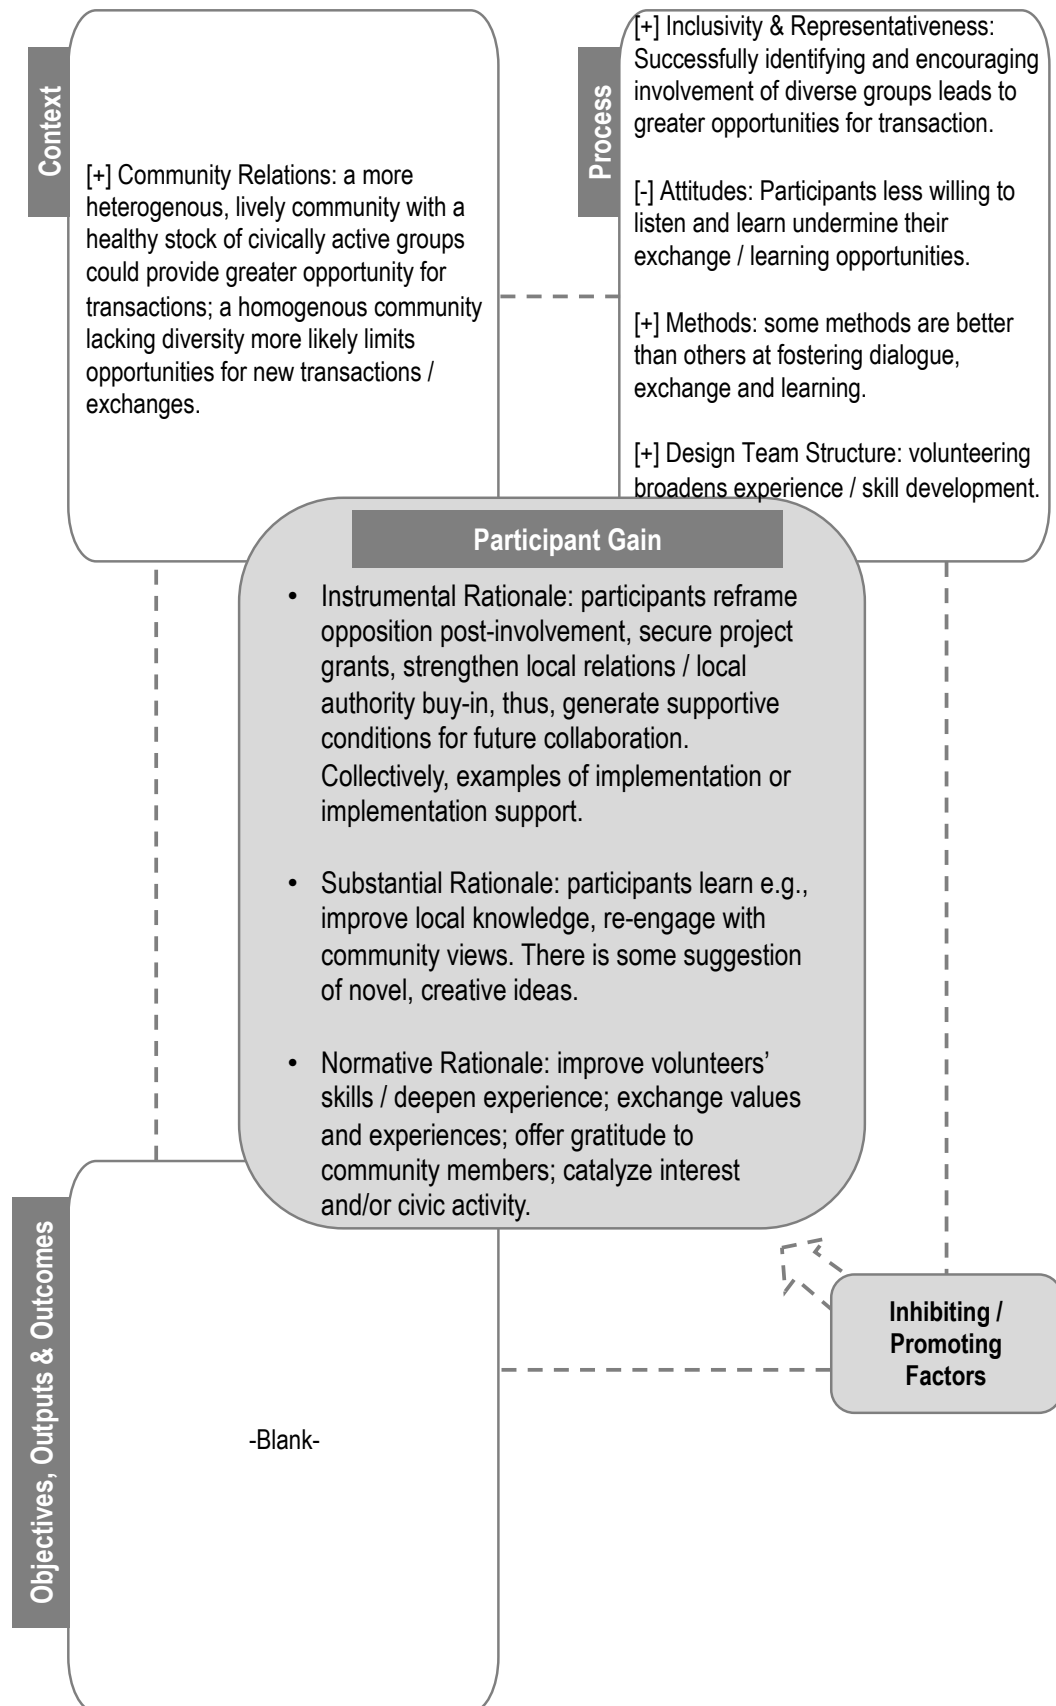 Context
[+] Community Relations: a more
heterogenous, lively community with a
healthy stock of civically active groups
could provide greater opportunity for
transactions; a homogenous community
lacking diversity more likely limits
opportunities for new transactions /
exchanges.
Process
[+] Inclusivity & Representativeness:
Successfully identifying and encouraging
involvement of diverse groups leads to
greater opportunities for transaction.
[-] Attitudes: Participants less willing to
listen and learn undermine their
exchange / learning opportunities.
[+] Methods: some methods are better
than others at fostering dialogue,
exchange and learning.
[+] Design Team Structure: volunteering
broadens experience / skill development.
Participant Gain
• Instrumental Rationale: participants reframe
opposition post-involvement, secure project
grants, strengthen local relations / local
authority buy-in, thus, generate supportive
conditions for future collaboration.
Collectively, examples of implementation or
implementation support.
• Substantial Rationale: participants learn e.g.,
improve local knowledge, re-engage with
community views. There is some suggestion
of novel, creative ideas.
• Normative Rationale: improve volunteers’
skills / deepen experience; exchange values
and experiences; offer gratitude to
community members; catalyze interest
and/or civic activity.
Objectives, Outputs & Outcomes
-Blank-
Inhibiting /
Promoting
Factors